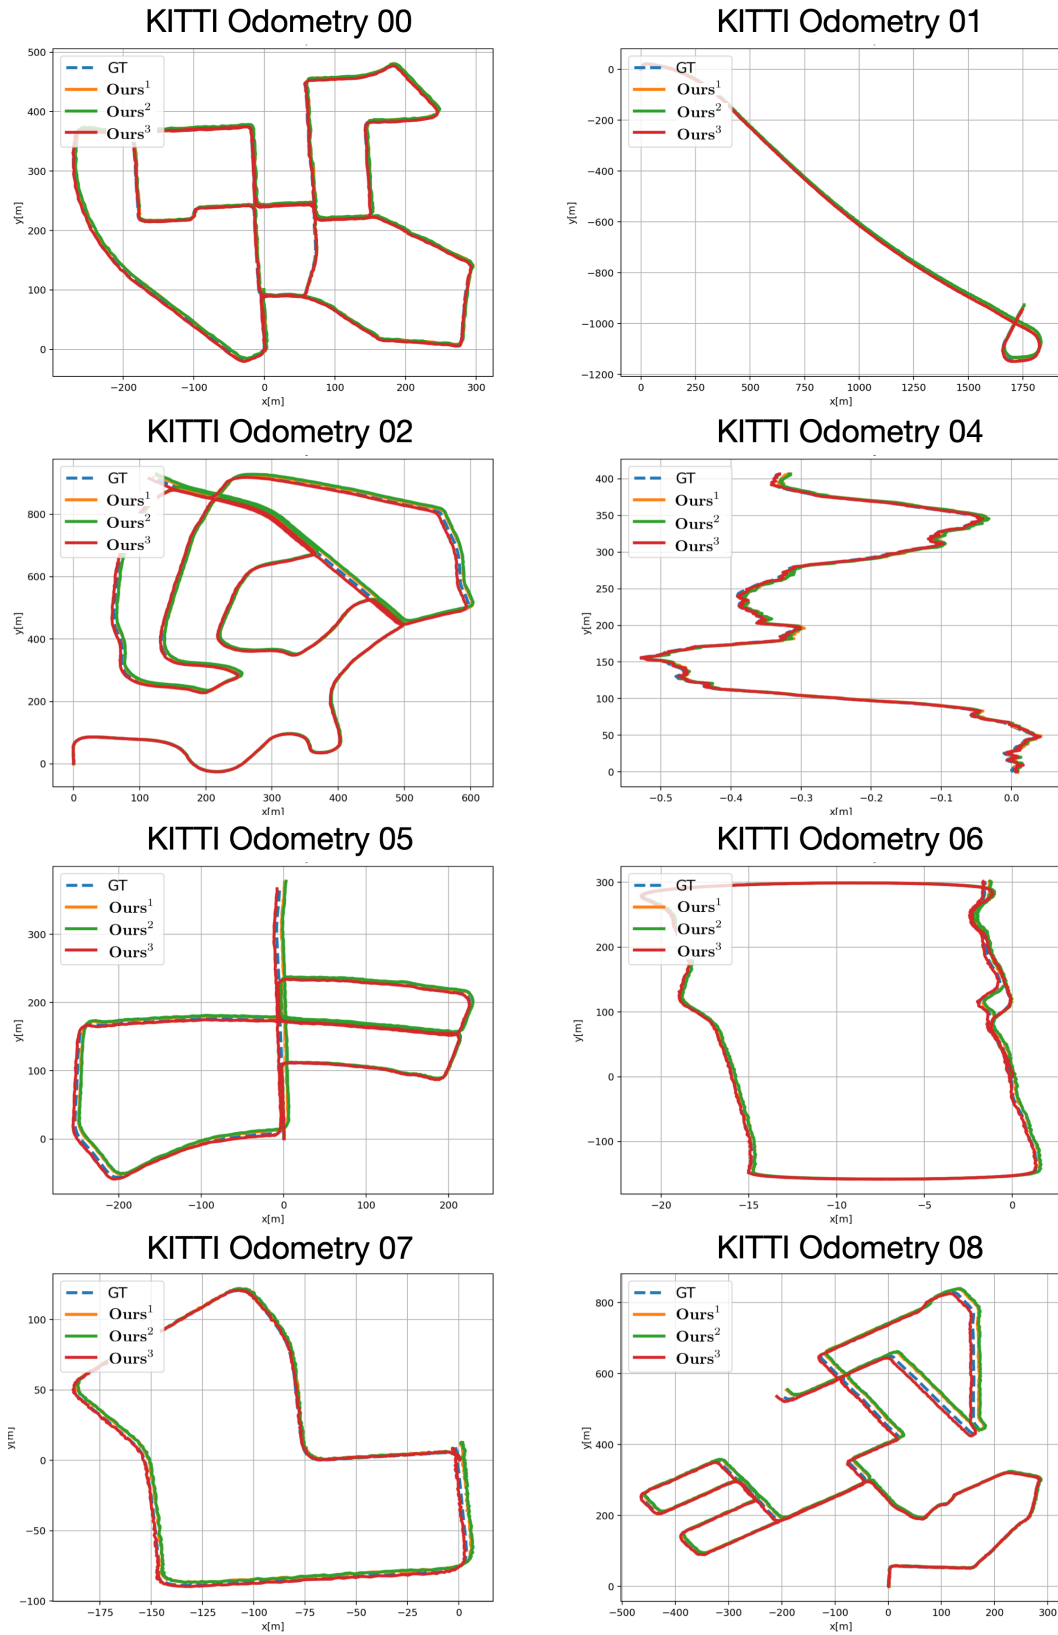 KITTI Odometry 00
KITTI Odometry 01
500
400
300
200
100
0
y[m]
GT
Ours¹
Ours²
Ours³
−200
−100
0
100
200
300
x[m]
0
−200
−400
−600
−800
−1000
−1200
y[m]
GT
Ours¹
Ours²
Ours³
0
250
500
750
1000
1250
1500
1750
x[m]
KITTI Odometry 02
KITTI Odometry 04
800
600
400
200
0
y[m]
GT
Ours¹
Ours²
Ours³
0
100
200
300
400
500
600
x[m]
400
350
300
250
200
150
100
50
0
y[m]
GT
Ours¹
Ours²
Ours³
−0.5
−0.4
−0.3
−0.2
−0.1
0.0
x[m]
KITTI Odometry 05
KITTI Odometry 06
300
200
100
0
y[m]
GT
Ours¹
Ours²
Ours³
−200
−100
0
100
200
x[m]
300
200
100
0
−100
y[m]
GT
Ours¹
Ours²
Ours³
−20
−15
−10
−5
0
x[m]
KITTI Odometry 07
KITTI Odometry 08
100
50
0
−50
−100
y[m]
GT
Ours¹
Ours²
Ours³
−175
−150
−125
−100
−75
−50
−25
0
x[m]
800
600
400
200
0
y[m]
GT
Ours¹
Ours²
Ours³
−500
−400
−300
−200
−100
0
100
200
300
x[m]